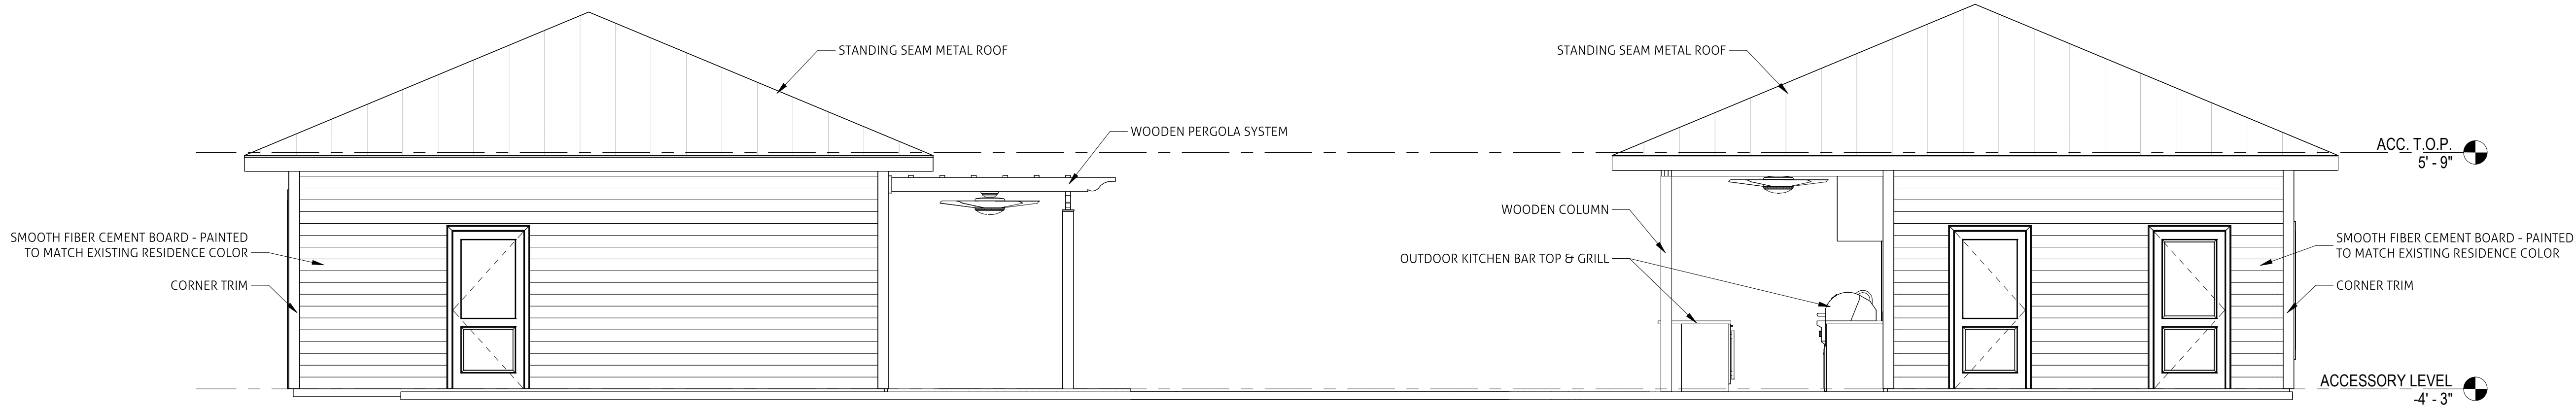 STANDING SEAM METAL ROOF
STANDING SEAM METAL ROOF
WOODEN PERGOLA SYSTEM
ACC. T.O.P.
5' - 9"
WOODEN COLUMN
SMOOTH FIBER CEMENT BOARD - PAINTED
TO MATCH EXISTING RESIDENCE COLOR
SMOOTH FIBER CEMENT BOARD - PAINTED
TO MATCH EXISTING RESIDENCE COLOR
OUTDOOR KITCHEN BAR TOP & GRILL
CORNER TRIM
CORNER TRIM
ACCESSORY LEVEL
-4' - 3"